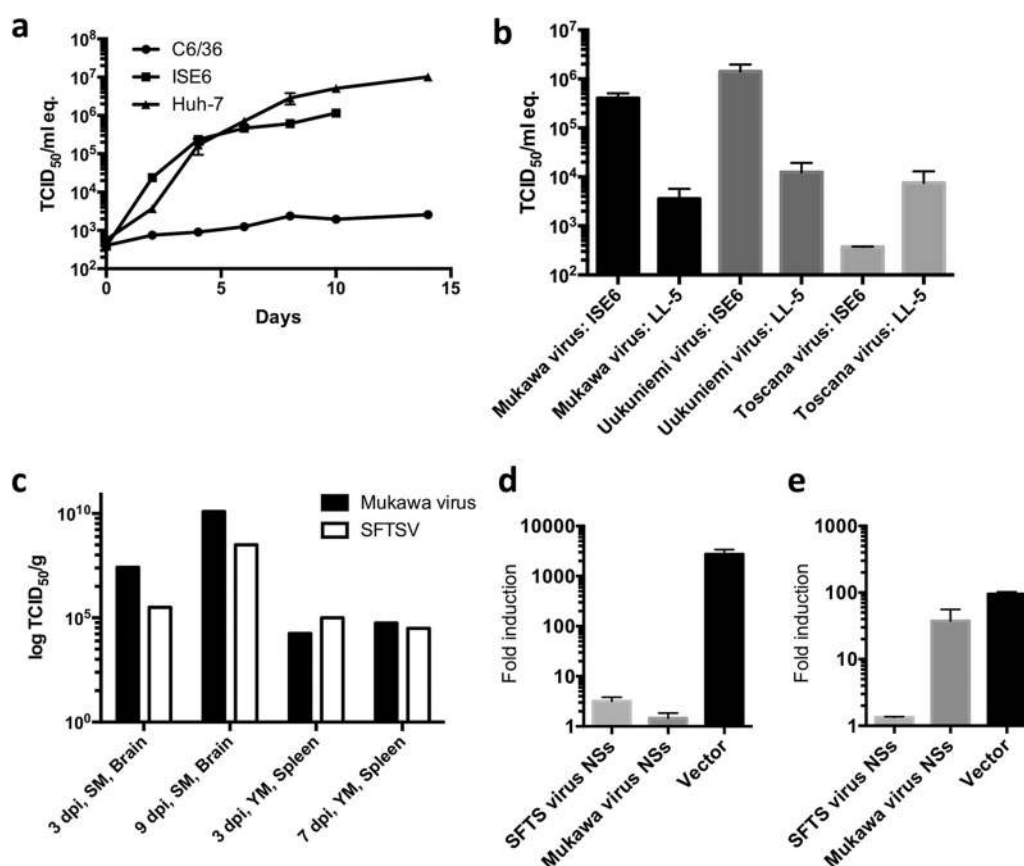 a
C6/36
ISE6
Huh-7
TCID50/ml eq.
10^7
10^6
10^5
10^4
10^3
10^2
0
5
10
15
Days
b
TCID50/ml eq.
10^7
10^6
10^5
10^4
10^3
10^2
Mukawa virus: ISE6
Mukawa virus: LL-5
Uukuniemi virus: ISE6
Uukuniemi virus: LL-5
Toscana virus: ISE6
Toscana virus: LL-5
c
Mukawa virus
SFTSV
log TCID50/g
10^10
10^5
10^0
3 dpi, SM, Brain
9 dpi, SM, Brain
3 dpi, YM, Spleen
7 dpi, YM, Spleen
d
Fold induction
10000
1000
100
10
1
SFTS virus NSs
Mukawa virus NSs
Vector
e
Fold induction
1000
100
10
1
SFTS virus NSs
Mukawa virus NSs
Vector